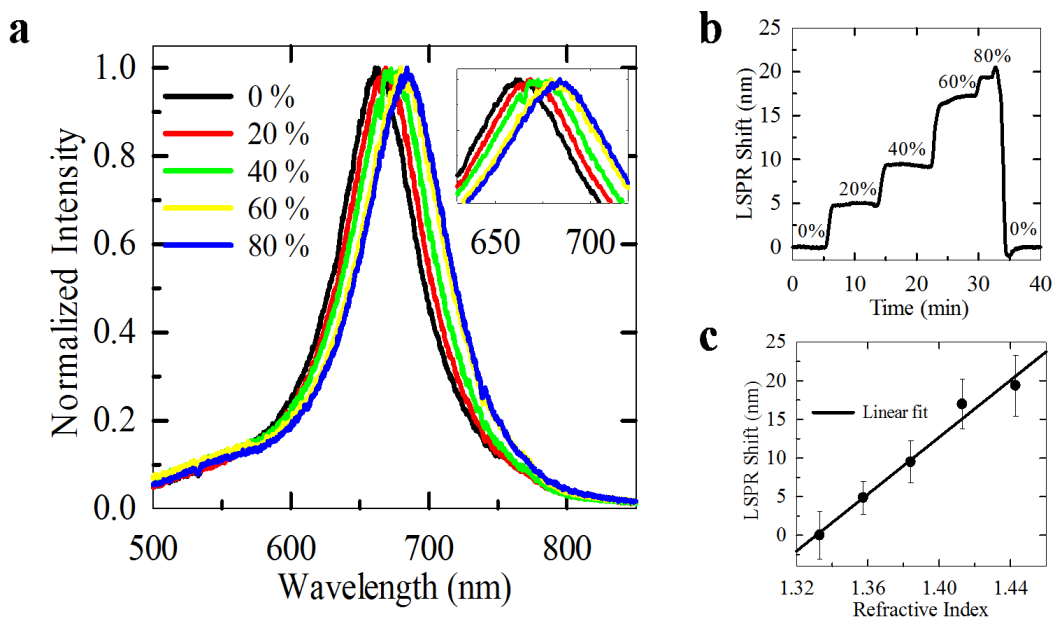 a
Normalized Intensity
1.0
0.8
0.6
0.4
0.2
0.0
0 %
20 %
40 %
60 %
80 %
650 700
500 600 700 800
Wavelength (nm)
b
LSPR Shift (nm)
25
20
15
10
5
0
0%
20%
40%
60%
80%
0%
0 10 20 30 40
Time (min)
c
LSPR Shift (nm)
25
20
15
10
5
0
Linear fit
1.32 1.36 1.40 1.44
Refractive Index